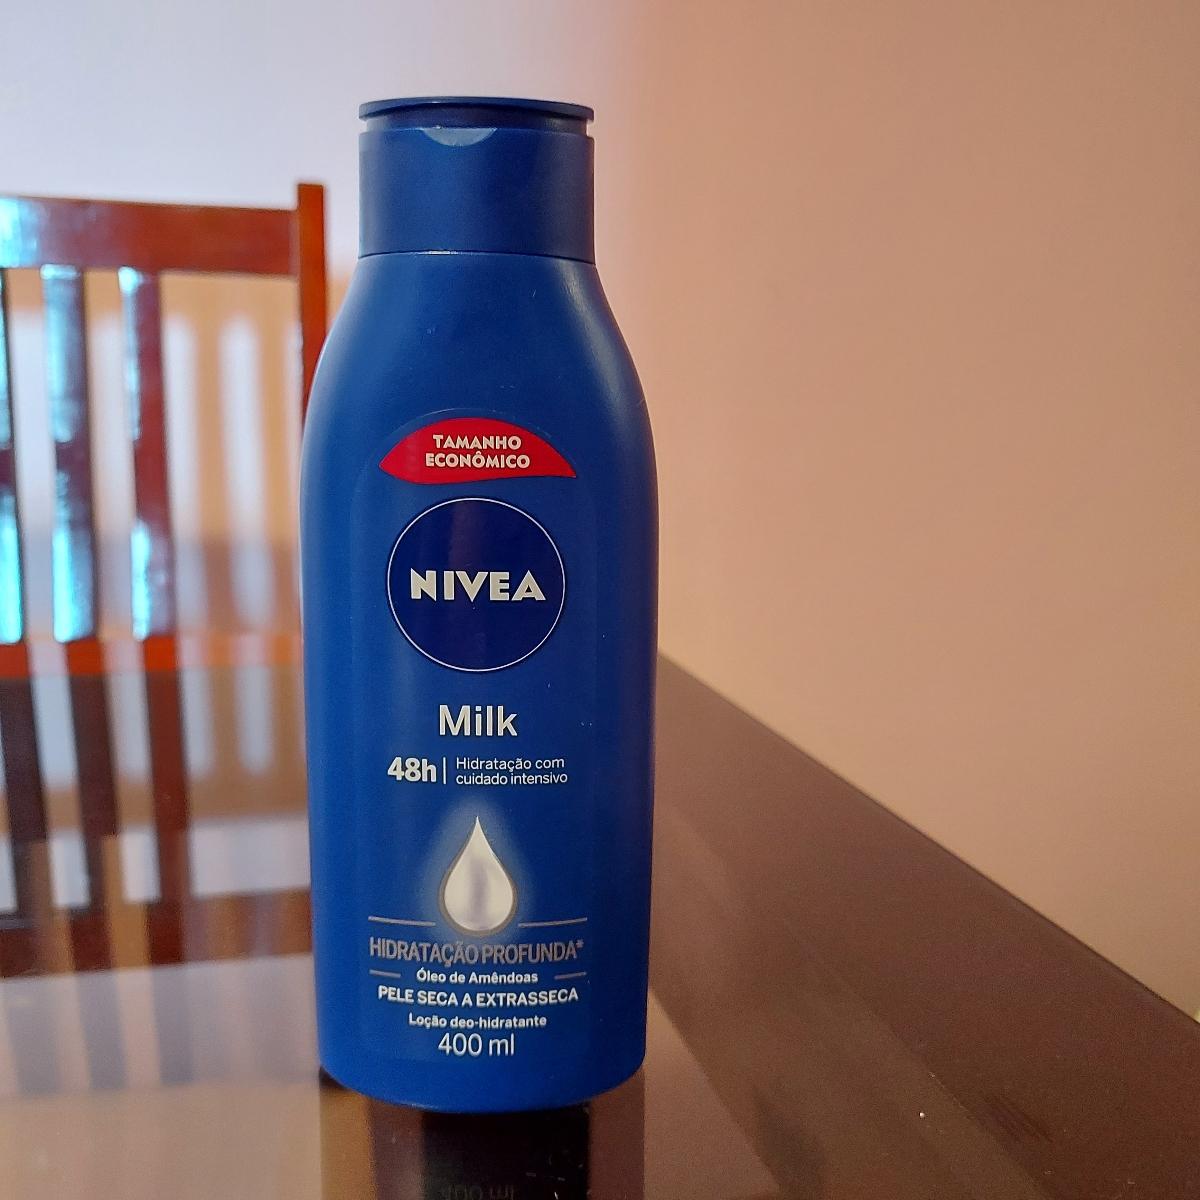 TAMANHO
ECONÔMICO
NIVEA
Milk
48h | Hidratação com
cuidado intensivo
HIDRATAÇÃO PROFUNDA*
Óleo de Amêndoas
PELE SECA A EXTRASSECA
Loção deo-hidratante
400 ml